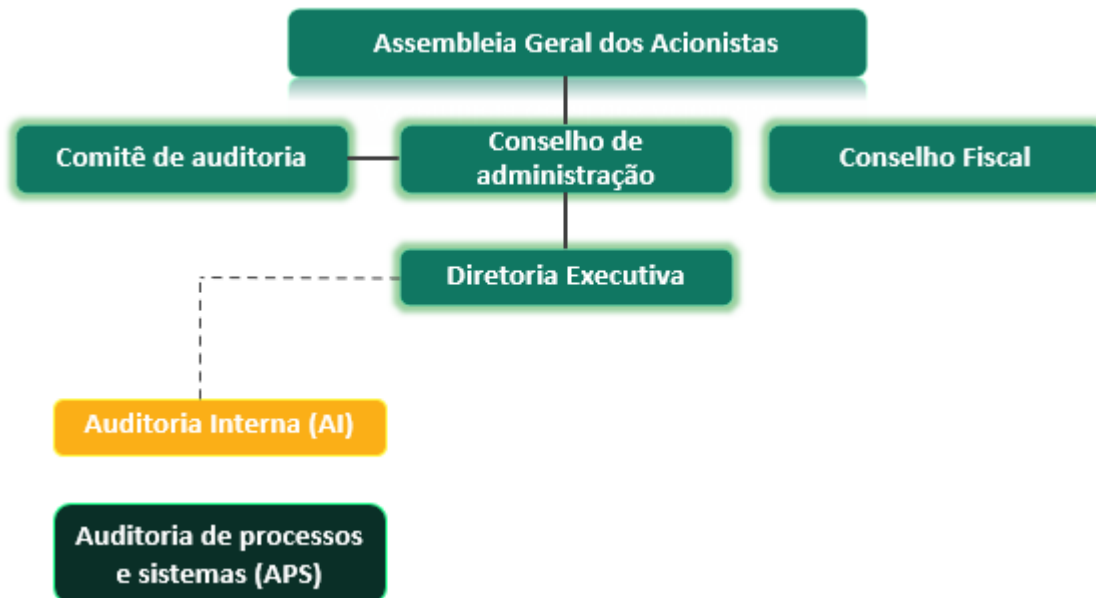 Assembleia Geral dos Acionistas
Comitê de auditoria
Conselho de
administração
Conselho Fiscal
Diretoria Executiva
Auditoria Interna (AI)
Auditoria de processos
e sistemas (APS)